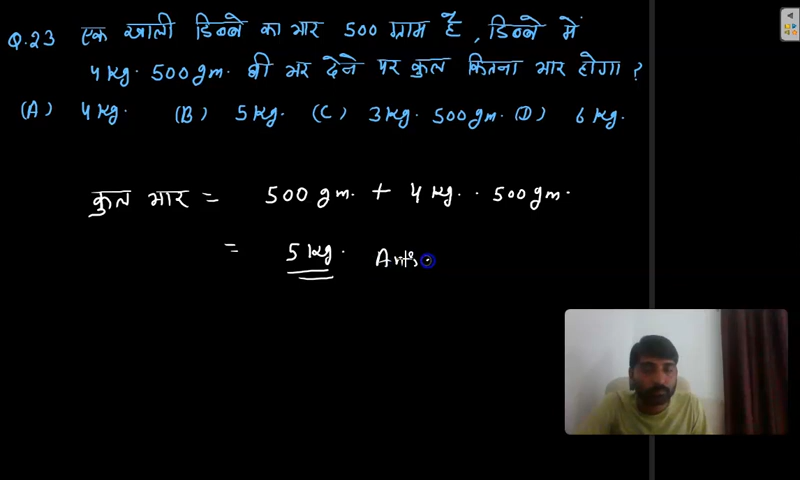 Q.23 एक खाली डिब्बे का भार 500 ग्राम है, डिब्बे में
4 kg. 500 gm. घी भर देने पर कुल कितना भार होगा?
(A) 4 kg. (B) 5 kg. (C) 3 kg. 500 gm. (D) 6 kg.
कुल भार = 500 gm. + 4 kg. . 500 gm.
= 5 kg. Ans.